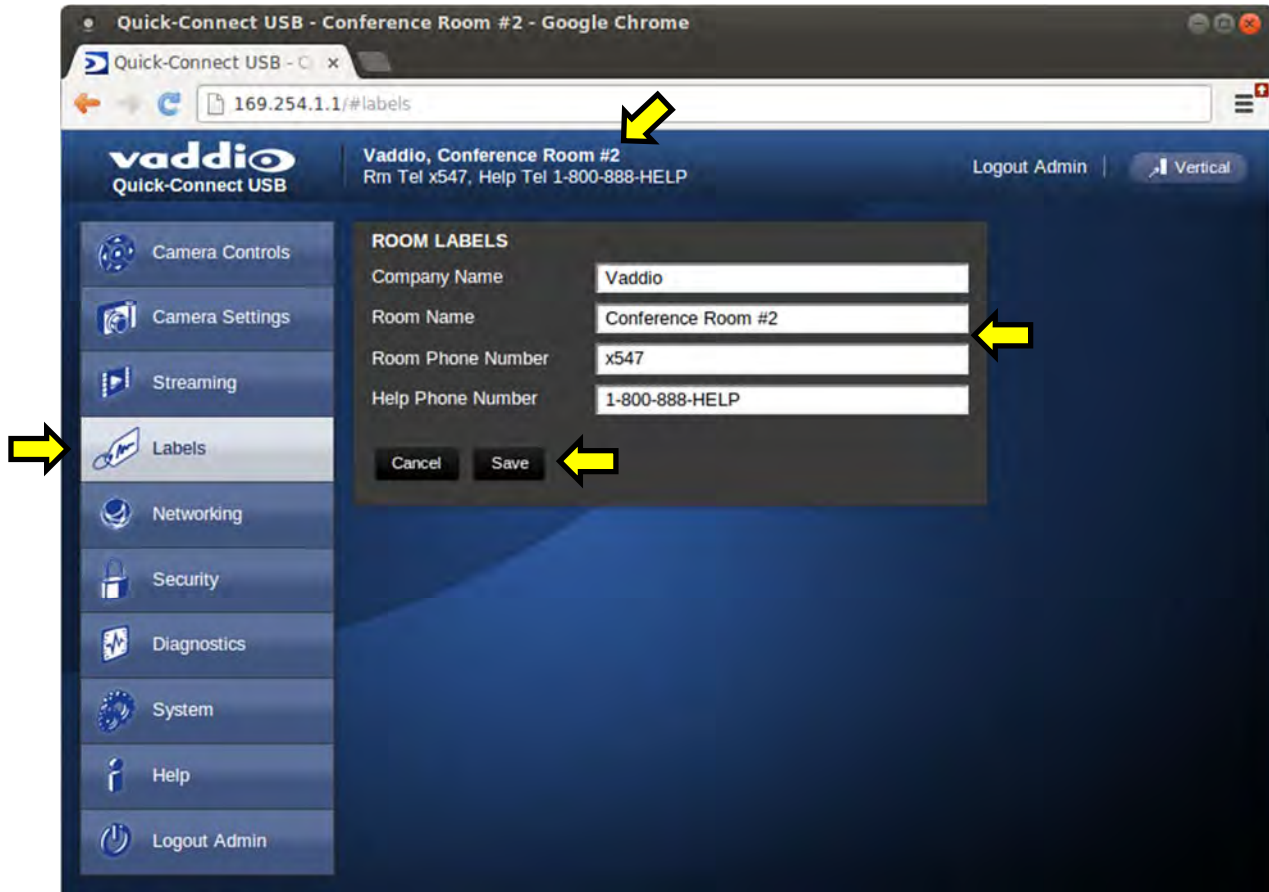 Quick-Connect USB - Conference Room #2 - Google Chrome
Quick-Connect USB - C
169.254.1.1/#labels
vaddio
Quick-Connect USB
Vaddio, Conference Room #2
Rm Tel x547, Help Tel 1-800-888-HELP
Logout Admin
Vertical
Camera Controls
Camera Settings
Streaming
Labels
Networking
Security
Diagnostics
System
Help
Logout Admin
ROOM LABELS
Company Name Vaddio
Room Name Conference Room #2
Room Phone Number x547
Help Phone Number 1-800-888-HELP
Cancel Save